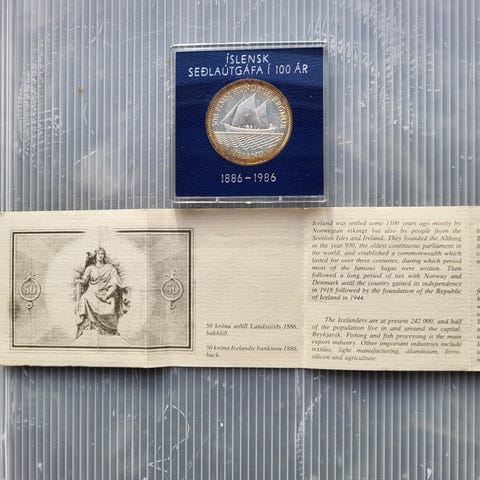 ÍSLENSK
SEÐLAÚTGÁFA Í 100 ÁR
500 FIMM HUNDRUÐ KRÓNUR
ÍSLAND
1886-1986
50
50
50 króna seðill Landssjóðs 1886,
bakhlið.
50 króna Icelandic banknote 1886,
back.
Iceland was settled some 1100 years ago mostly by
Norwegian vikings but also by people from the
Scottish Isles and Ireland. They founded the Althing
in the year 930, the oldest continuous parliament in
the world, and established a commonwealth which
lasted for over three centuries, during which period
most of the famous Sagas were written. Then
followed a long period of ties with Norway and
Denmark until the country gained its independence
in 1918 followed by the foundation of the Republic
of Iceland in 1944.
The Icelanders are at present 242 000, and half
of the population live in and around the capital,
Reykjavík. Fishing and fish processing is the main
export industry. Other important industries include
textiles, light manufacturing, aluminium, ferro-
silicon and agriculture.